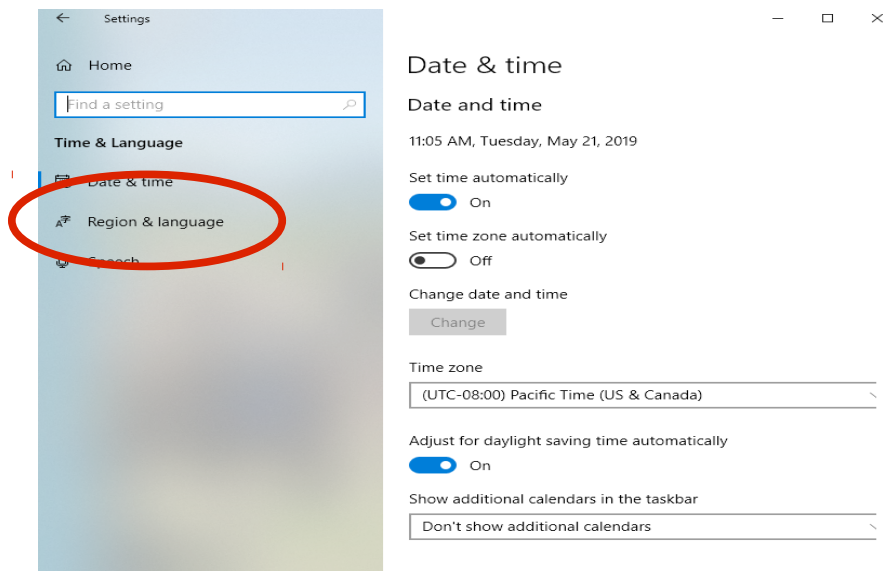 Settings
Home
Find a setting
Time & Language
Date & time
Region & language
Speech
Date & time
Date and time
11:05 AM, Tuesday, May 21, 2019
Set time automatically
On
Set time zone automatically
Off
Change date and time
Change
Time zone
(UTC-08:00) Pacific Time (US & Canada)
Adjust for daylight saving time automatically
On
Show additional calendars in the taskbar
Don't show additional calendars